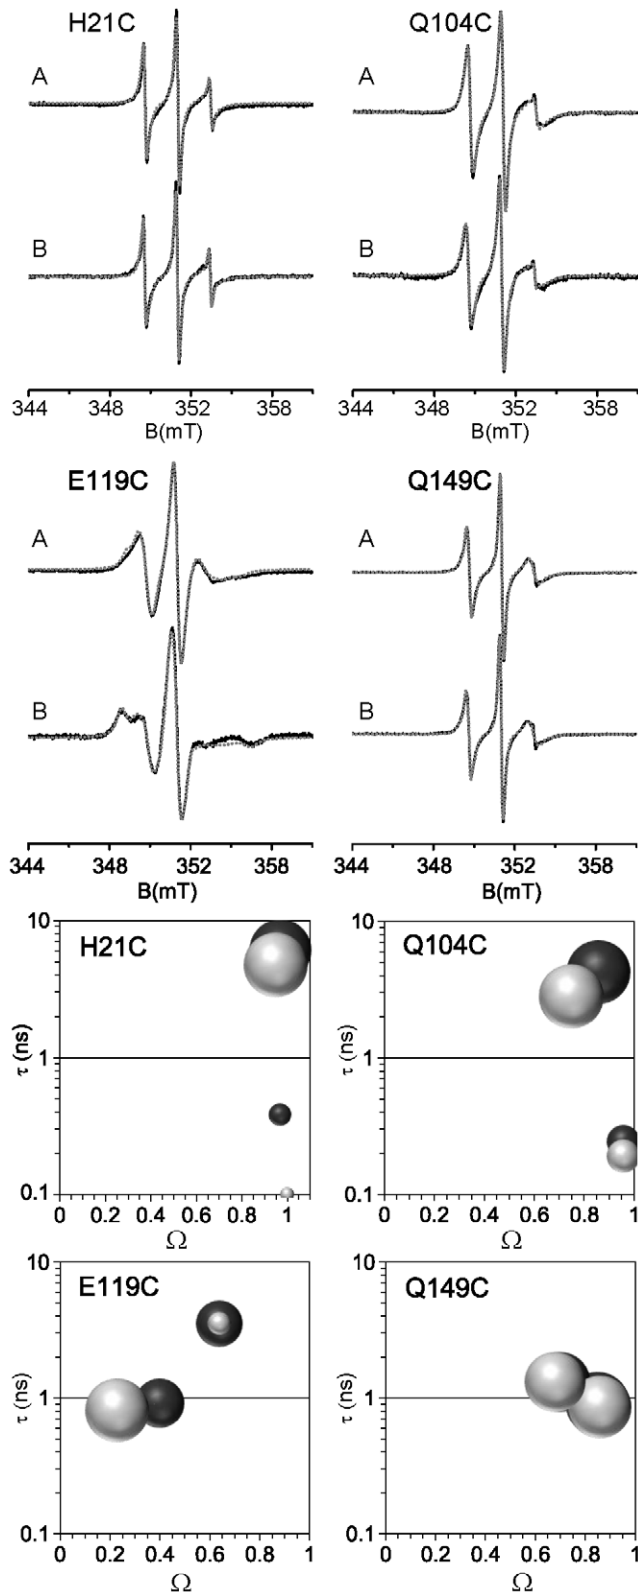 H21C Q104C
A A
B B
344 348 352 358 344 348 352 358
B(mT) B(mT)
E119C Q149C
A A
B B
344 348 352 358 344 348 352 358
B(mT) B(mT)
10 H21C 10 Q104C
τ (ns) 1 τ (ns) 1
0.1 0.1
0 0.2 0.4 0.6 0.8 1 0 0.2 0.4 0.6 0.8 1
Ω Ω
10 E119C 10 Q149C
τ (ns) 1 τ (ns) 1
0.1 0.1
0 0.2 0.4 0.6 0.8 1 0 0.2 0.4 0.6 0.8 1
Ω Ω